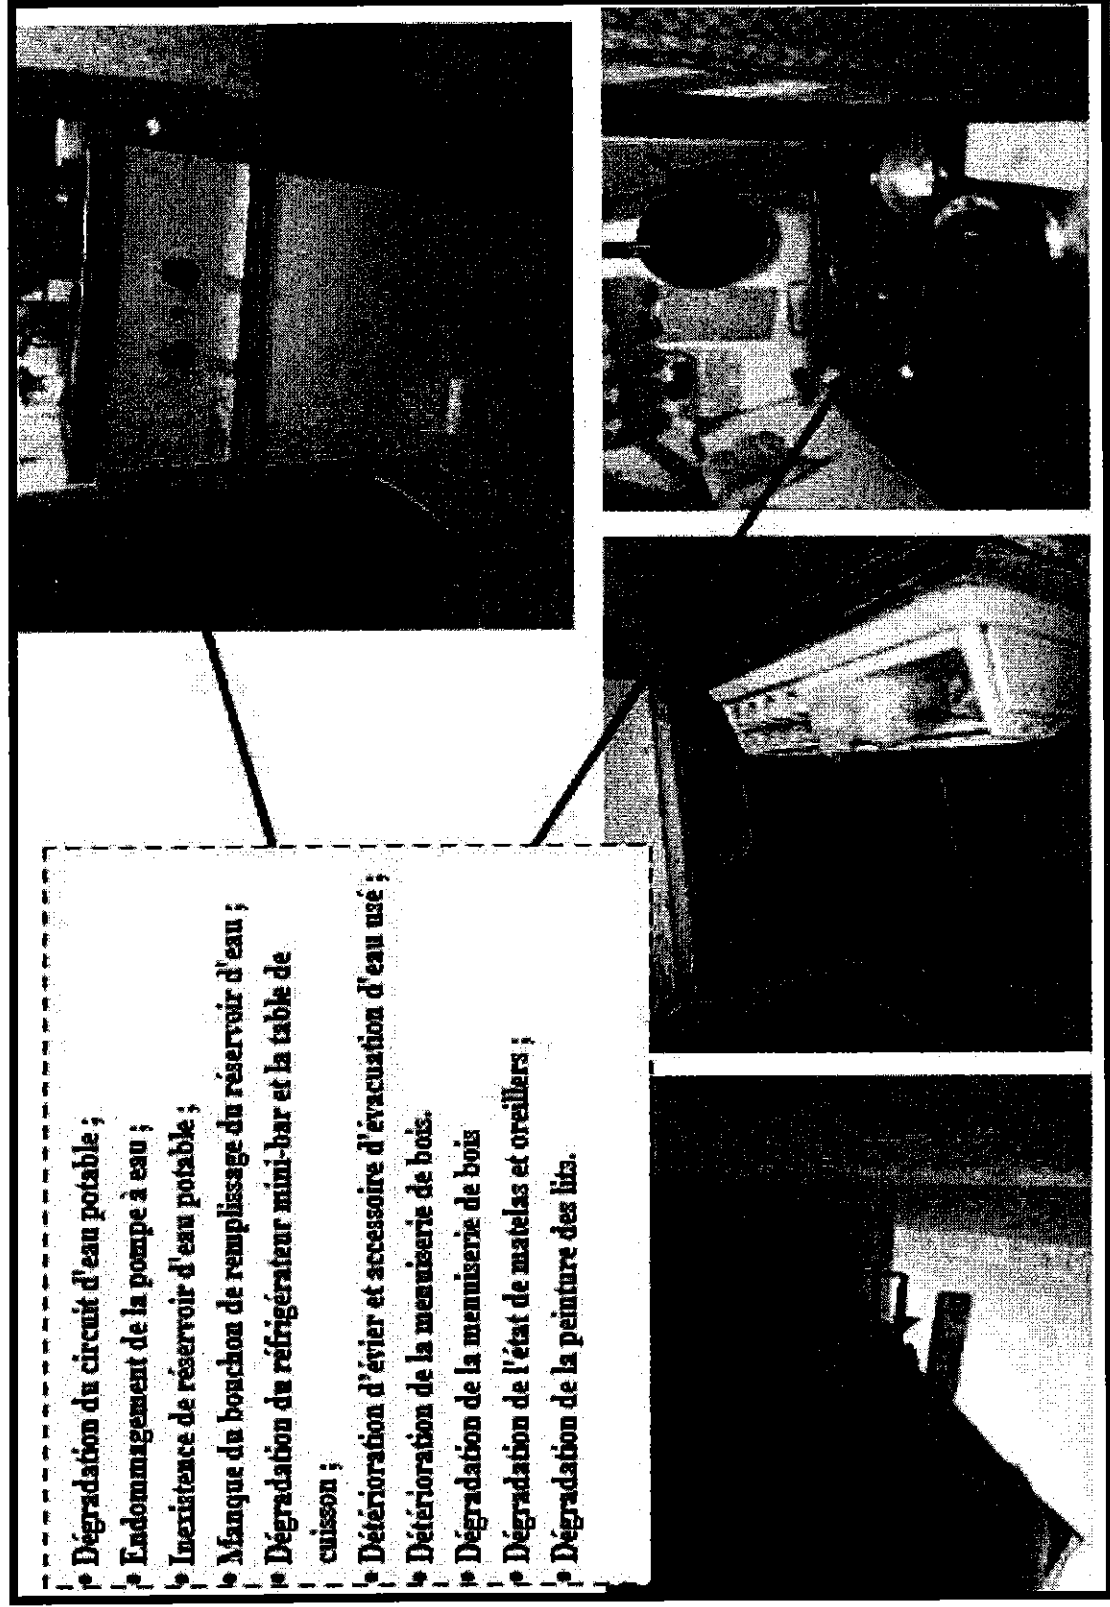 • Dégradation du circuit d'eau potable ;
• Endommagement de la pompe à eau ;
• Inexistence de réservoir d'eau potable ;
• Manque du bouchon de remplissage du réservoir d'eau ;
• Dégradation du réfrigérateur mini-bar et la table de
cuisson ;
• Détérioration d'évier et accessoire d'évacuation d'eau usé ;
• Détérioration de la menuiserie de bois.
• Dégradation de la menuiserie de bois
• Dégradation de l'état de matelas et oreillers ;
• Dégradation de la peinture des lits.